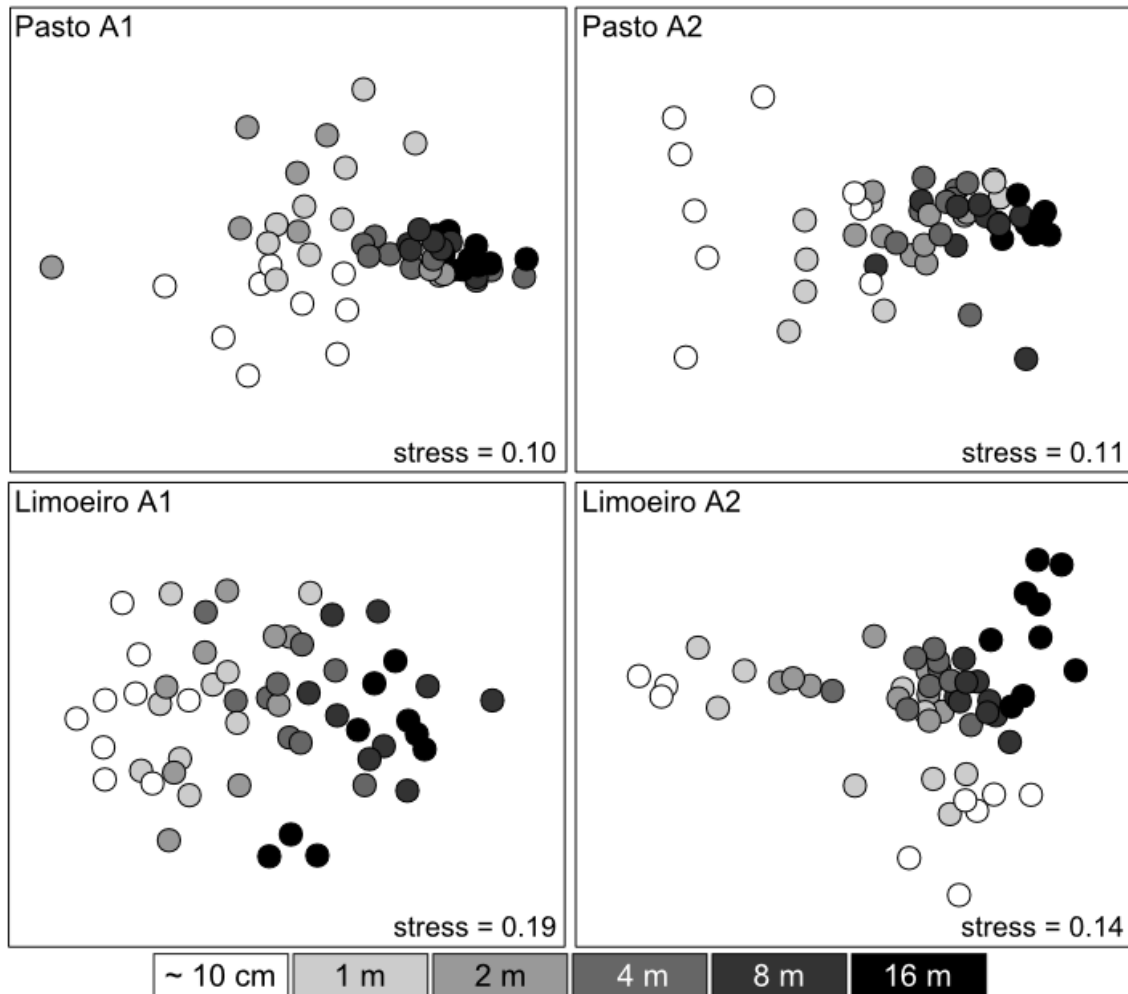 Pasto A1
stress = 0.10
Pasto A2
stress = 0.11
Limoeiro A1
stress = 0.19
Limoeiro A2
stress = 0.14
~ 10 cm 1 m 2 m 4 m 8 m 16 m